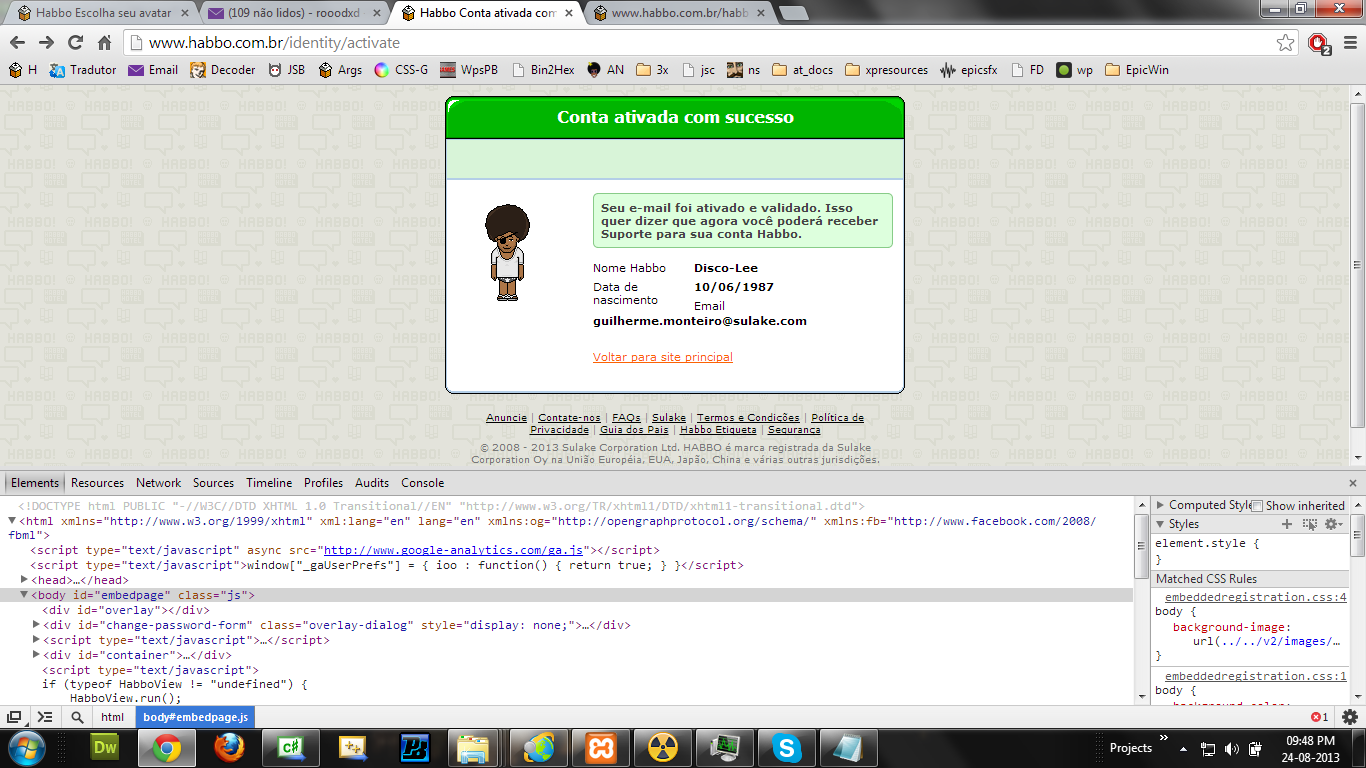 Habbo Escolha seu avatar
(109 não lidos) - rooodxd
Habbo Conta ativada com
www.habbo.com.br/habb
www.habbo.com.br/identity/activate
2
H Tradutor Email Decoder JSB Args CSS-G WpsPB Bin2Hex AN 3x jsc ns at_docs xpresources epicsfx FD wp EpicWin
Conta ativada com sucesso
Seu e-mail foi ativado e validado. Isso
quer dizer que agora você poderá receber
Suporte para sua conta Habbo.
Nome Habbo Disco-Lee
Data de nascimento 10/06/1987
Email
guilherme.monteiro@sulake.com
Voltar para site principal
Anuncie | Contate-nos | FAQs | Sulake | Termos e Condições | Política de
Privacidade | Guia dos Pais | Habbo Etiqueta | Segurança
© 2008 - 2013 Sulake Corporation Ltd. HABBO é marca registrada da Sulake
Corporation Oy na União Européia, EUA, Japão, China e várias outras jurisdições.
Elements Resources Network Sources Timeline Profiles Audits Console
<!DOCTYPE html PUBLIC "-//W3C//DTD XHTML 1.0 Transitional//EN" "http://www.w3.org/TR/xhtml1/DTD/xhtml1-transitional.dtd">
<html xmlns="http://www.w3.org/1999/xhtml" xml:lang="en" lang="en" xmlns:og="http://opengraphprotocol.org/schema/" xmlns:fb="http://www.facebook.com/2008/
fbml">
<script type="text/javascript" async src="http://www.google-analytics.com/ga.js"></script>
<script type="text/javascript">window["_gaUserPrefs"] = { ioo : function() { return true; } }</script>
<head>…</head>
<body id="embedpage" class="js">
<div id="overlay"></div>
<div id="change-password-form" class="overlay-dialog" style="display: none;">…</div>
<script type="text/javascript">…</script>
<div id="container">…</div>
<script type="text/javascript">
if (typeof HabboView != "undefined") {
HabboView.run();
Computed Style Show inherited
Styles
element.style {
}
Matched CSS Rules
embeddedregistration.css:4
body {
background-image:
url(../../v2/images/…
}
embeddedregistration.css:1
body {
html body#embedpage.js
1
Dw
C#
Projects
09:48 PM
24-08-2013